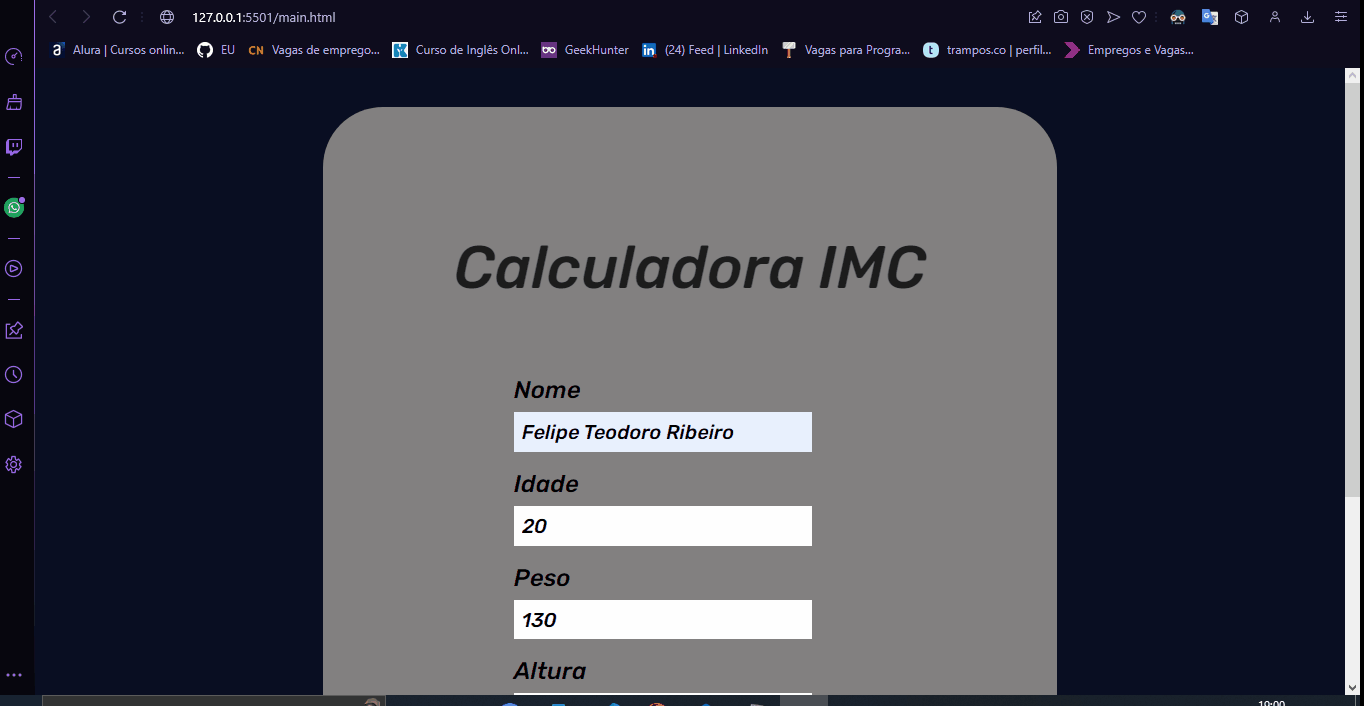 127.0.0.1:5501/main.html
a Alura | Cursos onlin... EU CN Vagas de emprego... Curso de Inglês Onl... GeekHunter in (24) Feed | LinkedIn Vagas para Progra... t trampos.co | perfil... Empregos e Vagas...
Calculadora IMC
Nome
Felipe Teodoro Ribeiro
Idade
20
Peso
130
Altura